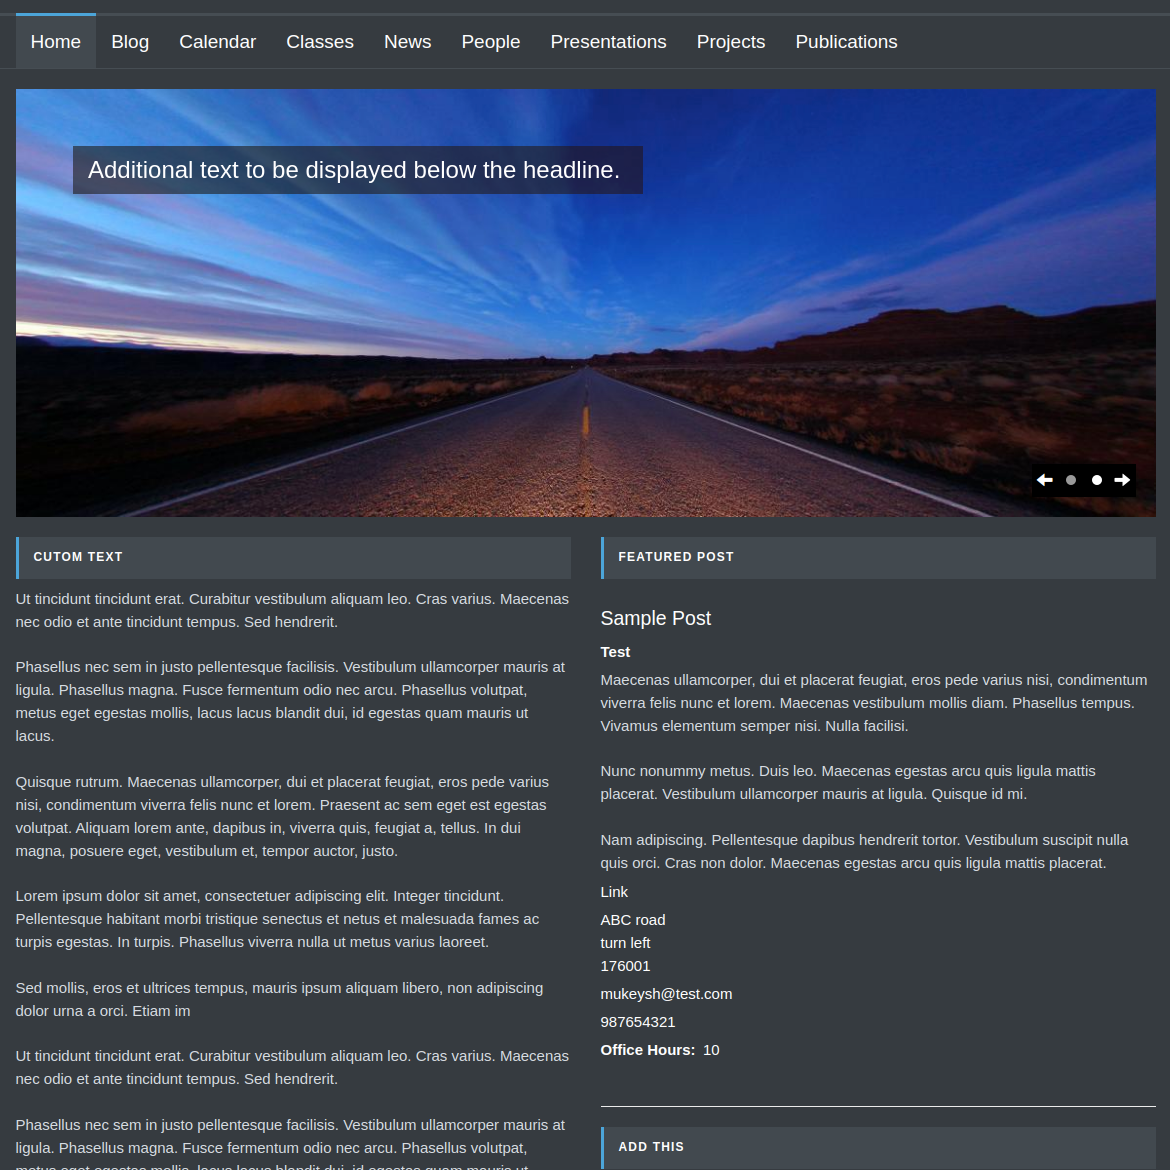 Home Blog Calendar Classes News People Presentations Projects Publications
Additional text to be displayed below the headline.
CUTOM TEXT
Ut tincidunt tincidunt erat. Curabitur vestibulum aliquam leo. Cras varius. Maecenas
nec odio et ante tincidunt tempus. Sed hendrerit.
Phasellus nec sem in justo pellentesque facilisis. Vestibulum ullamcorper mauris at
ligula. Phasellus magna. Fusce fermentum odio nec arcu. Phasellus volutpat,
metus eget egestas mollis, lacus lacus blandit dui, id egestas quam mauris ut
lacus.
Quisque rutrum. Maecenas ullamcorper, dui et placerat feugiat, eros pede varius
nisi, condimentum viverra felis nunc et lorem. Praesent ac sem eget est egestas
volutpat. Aliquam lorem ante, dapibus in, viverra quis, feugiat a, tellus. In dui
magna, posuere eget, vestibulum et, tempor auctor, justo.
Lorem ipsum dolor sit amet, consectetuer adipiscing elit. Integer tincidunt.
Pellentesque habitant morbi tristique senectus et netus et malesuada fames ac
turpis egestas. In turpis. Phasellus viverra nulla ut metus varius laoreet.
Sed mollis, eros et ultrices tempus, mauris ipsum aliquam libero, non adipiscing
dolor urna a orci. Etiam im
Ut tincidunt tincidunt erat. Curabitur vestibulum aliquam leo. Cras varius. Maecenas
nec odio et ante tincidunt tempus. Sed hendrerit.
Phasellus nec sem in justo pellentesque facilisis. Vestibulum ullamcorper mauris at
ligula. Phasellus magna. Fusce fermentum odio nec arcu. Phasellus volutpat,
metus eget egestas mollis, lacus lacus blandit dui, id egestas quam mauris ut
FEATURED POST
Sample Post
Test
Maecenas ullamcorper, dui et placerat feugiat, eros pede varius nisi, condimentum
viverra felis nunc et lorem. Maecenas vestibulum mollis diam. Phasellus tempus.
Vivamus elementum semper nisi. Nulla facilisi.
Nunc nonummy metus. Duis leo. Maecenas egestas arcu quis ligula mattis
placerat. Vestibulum ullamcorper mauris at ligula. Quisque id mi.
Nam adipiscing. Pellentesque dapibus hendrerit tortor. Vestibulum suscipit nulla
quis orci. Cras non dolor. Maecenas egestas arcu quis ligula mattis placerat.
Link
ABC road
turn left
176001
mukeysh@test.com
987654321
Office Hours: 10
ADD THIS